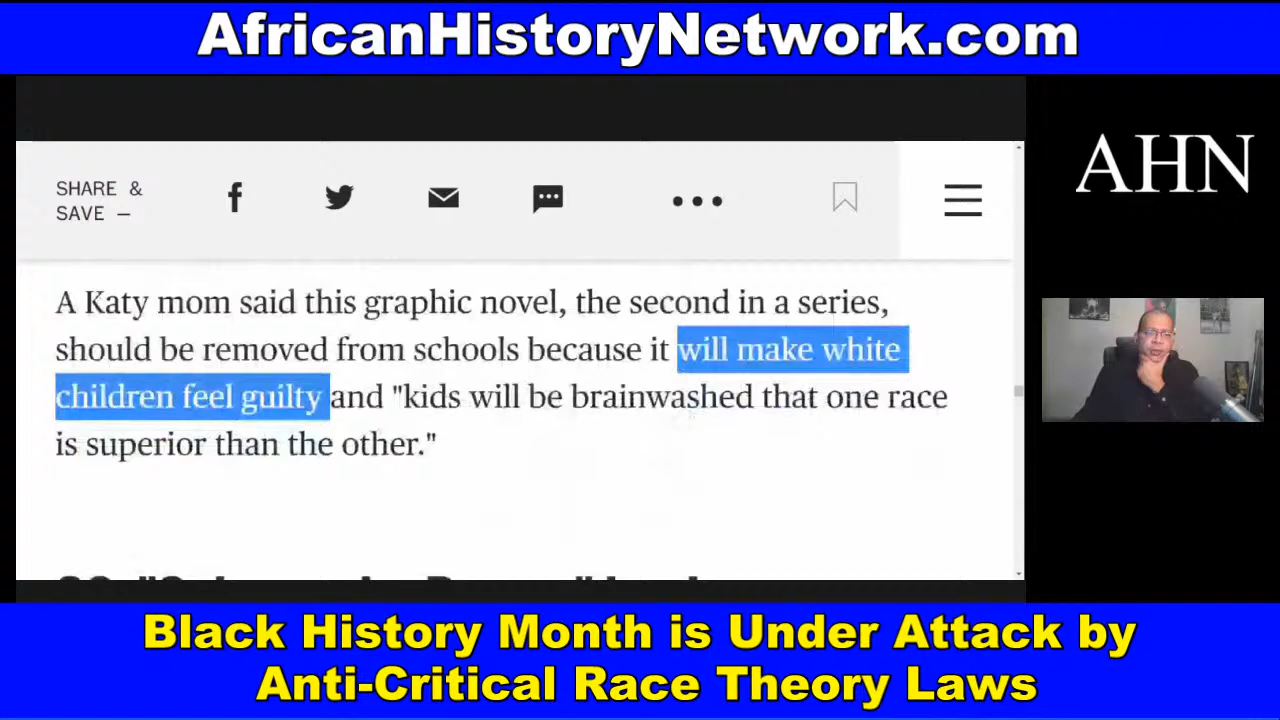 AfricanHistoryNetwork.com
AHN
SHARE &
SAVE —
A Katy mom said this graphic novel, the second in a series,
should be removed from schools because it will make white
children feel guilty and "kids will be brainwashed that one race
is superior than the other."
Black History Month is Under Attack by
Anti-Critical Race Theory Laws